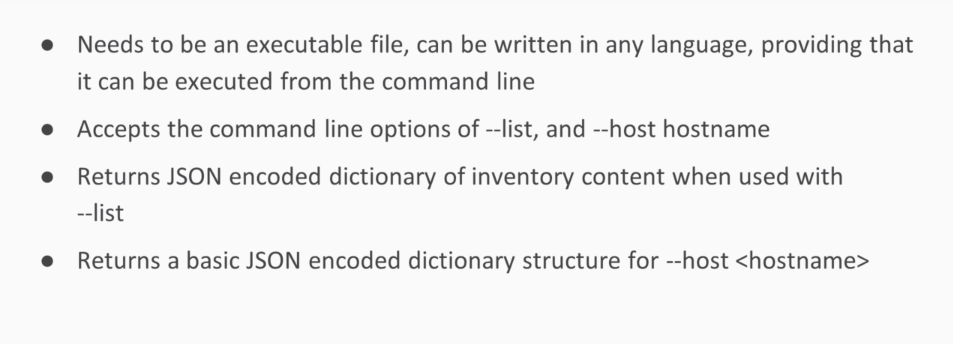 ● Needs to be an executable file, can be written in any language, providing that
it can be executed from the command line
● Accepts the command line options of --list, and --host hostname
● Returns JSON encoded dictionary of inventory content when used with
--list
● Returns a basic JSON encoded dictionary structure for --host <hostname>